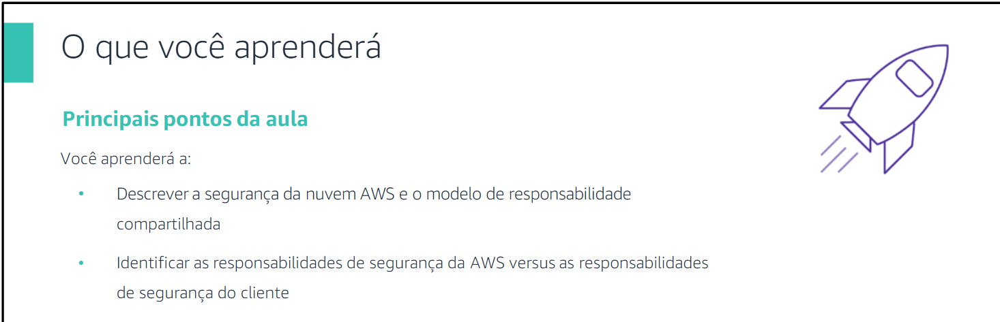 O que você aprenderá
Principais pontos da aula
Você aprenderá a:
• Descrever a segurança da nuvem AWS e o modelo de responsabilidade
compartilhada
• Identificar as responsabilidades de segurança da AWS versus as responsabilidades
de segurança do cliente